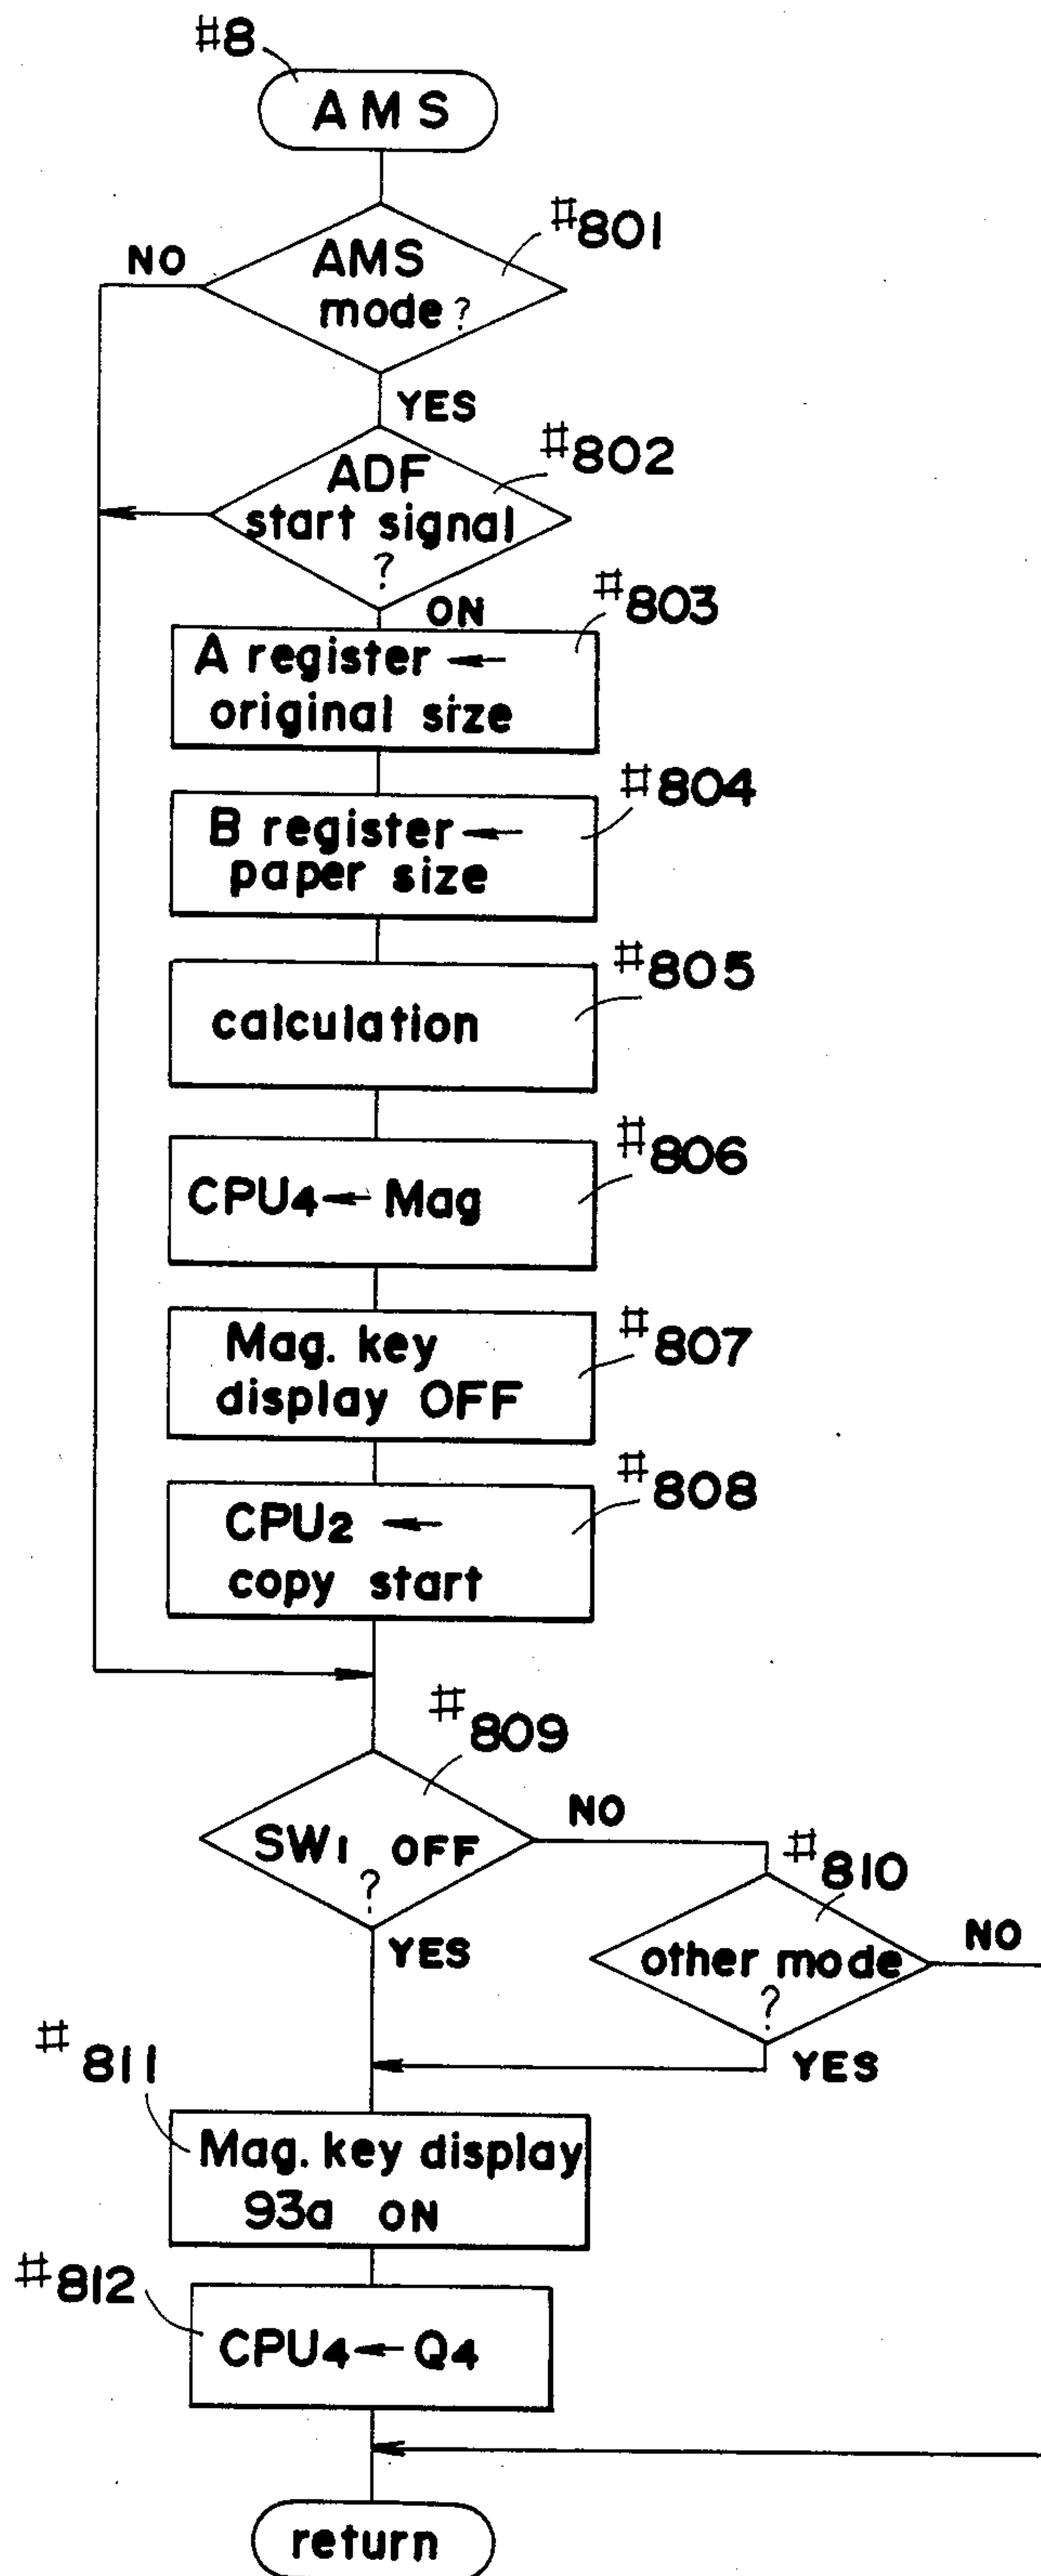 #8
AMS
#801
NO
AMS
mode?
YES
#802
ADF
start signal
?
ON
#803
A register ←
original size
#804
B register ←
paper size
#805
calculation
#806
CPU4 ← Mag
#807
Mag. key
display OFF
#808
CPU2 ←
copy start
#809
NO
SW1 OFF
?
YES
#810
other mode
?
NO
YES
#811
Mag. key display
93a ON
#812
CPU4 ← Q4
return